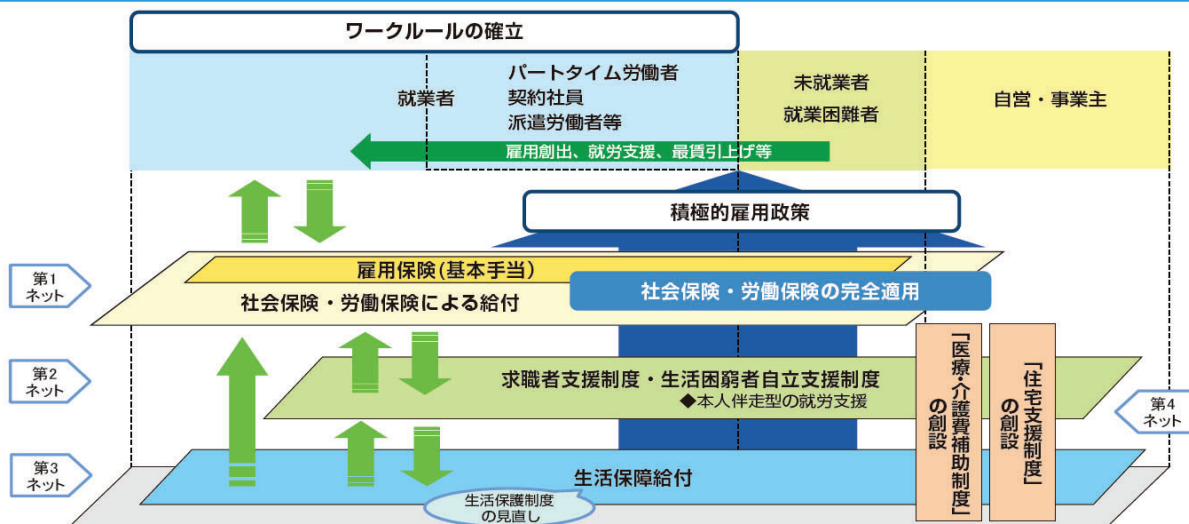 ワークルールの確立
就業者
パートタイム労働者
契約社員
派遣労働者等
未就業者
就業困難者
自営・事業主
雇用創出、就労支援、最賃引上げ等
積極的雇用政策
第1
ネット
雇用保険(基本手当)
社会保険・労働保険による給付
社会保険・労働保険の完全適用
第2
ネット
求職者支援制度・生活困窮者自立支援制度
◆本人伴走型の就労支援
「医療・介護費補助制度」
の創設
「住宅支援制度」
の創設
第4
ネット
第3
ネット
生活保障給付
生活保護制度
の見直し